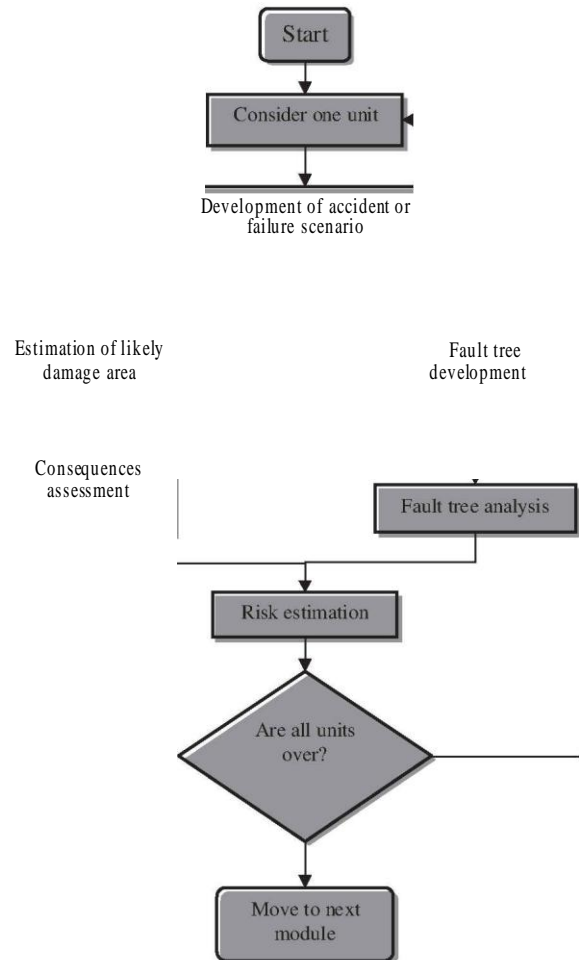 Start
Consider one unit
Development of accident or
failure scenario
Estimation of likely
damage area
Fault tree
development
Consequences
assessment
Fault tree analysis
Risk estimation
Are all units
over?
Move to next
module